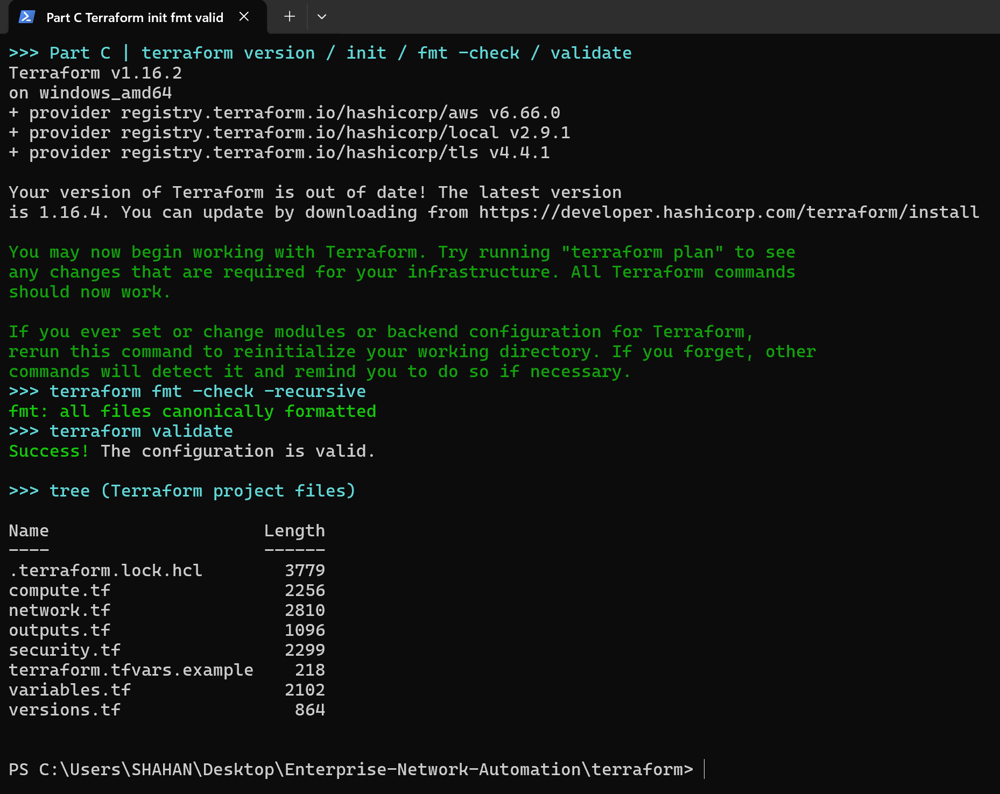 Part C Terraform init fmt valid
>>> Part C | terraform version / init / fmt -check / validate
Terraform v1.16.2
on windows_amd64
+ provider registry.terraform.io/hashicorp/aws v6.66.0
+ provider registry.terraform.io/hashicorp/local v2.9.1
+ provider registry.terraform.io/hashicorp/tls v4.4.1
Your version of Terraform is out of date! The latest version
is 1.16.4. You can update by downloading from https://developer.hashicorp.com/terraform/install
You may now begin working with Terraform. Try running "terraform plan" to see
any changes that are required for your infrastructure. All Terraform commands
should now work.
If you ever set or change modules or backend configuration for Terraform,
rerun this command to reinitialize your working directory. If you forget, other
commands will detect it and remind you to do so if necessary.
>>> terraform fmt -check -recursive
fmt: all files canonically formatted
>>> terraform validate
Success! The configuration is valid.
>>> tree (Terraform project files)
Name Length
---- ------
.terraform.lock.hcl 3779
compute.tf 2256
network.tf 2810
outputs.tf 1096
security.tf 2299
terraform.tfvars.example 218
variables.tf 2102
versions.tf 864
PS C:\Users\SHAHAN\Desktop\Enterprise-Network-Automation\terraform>